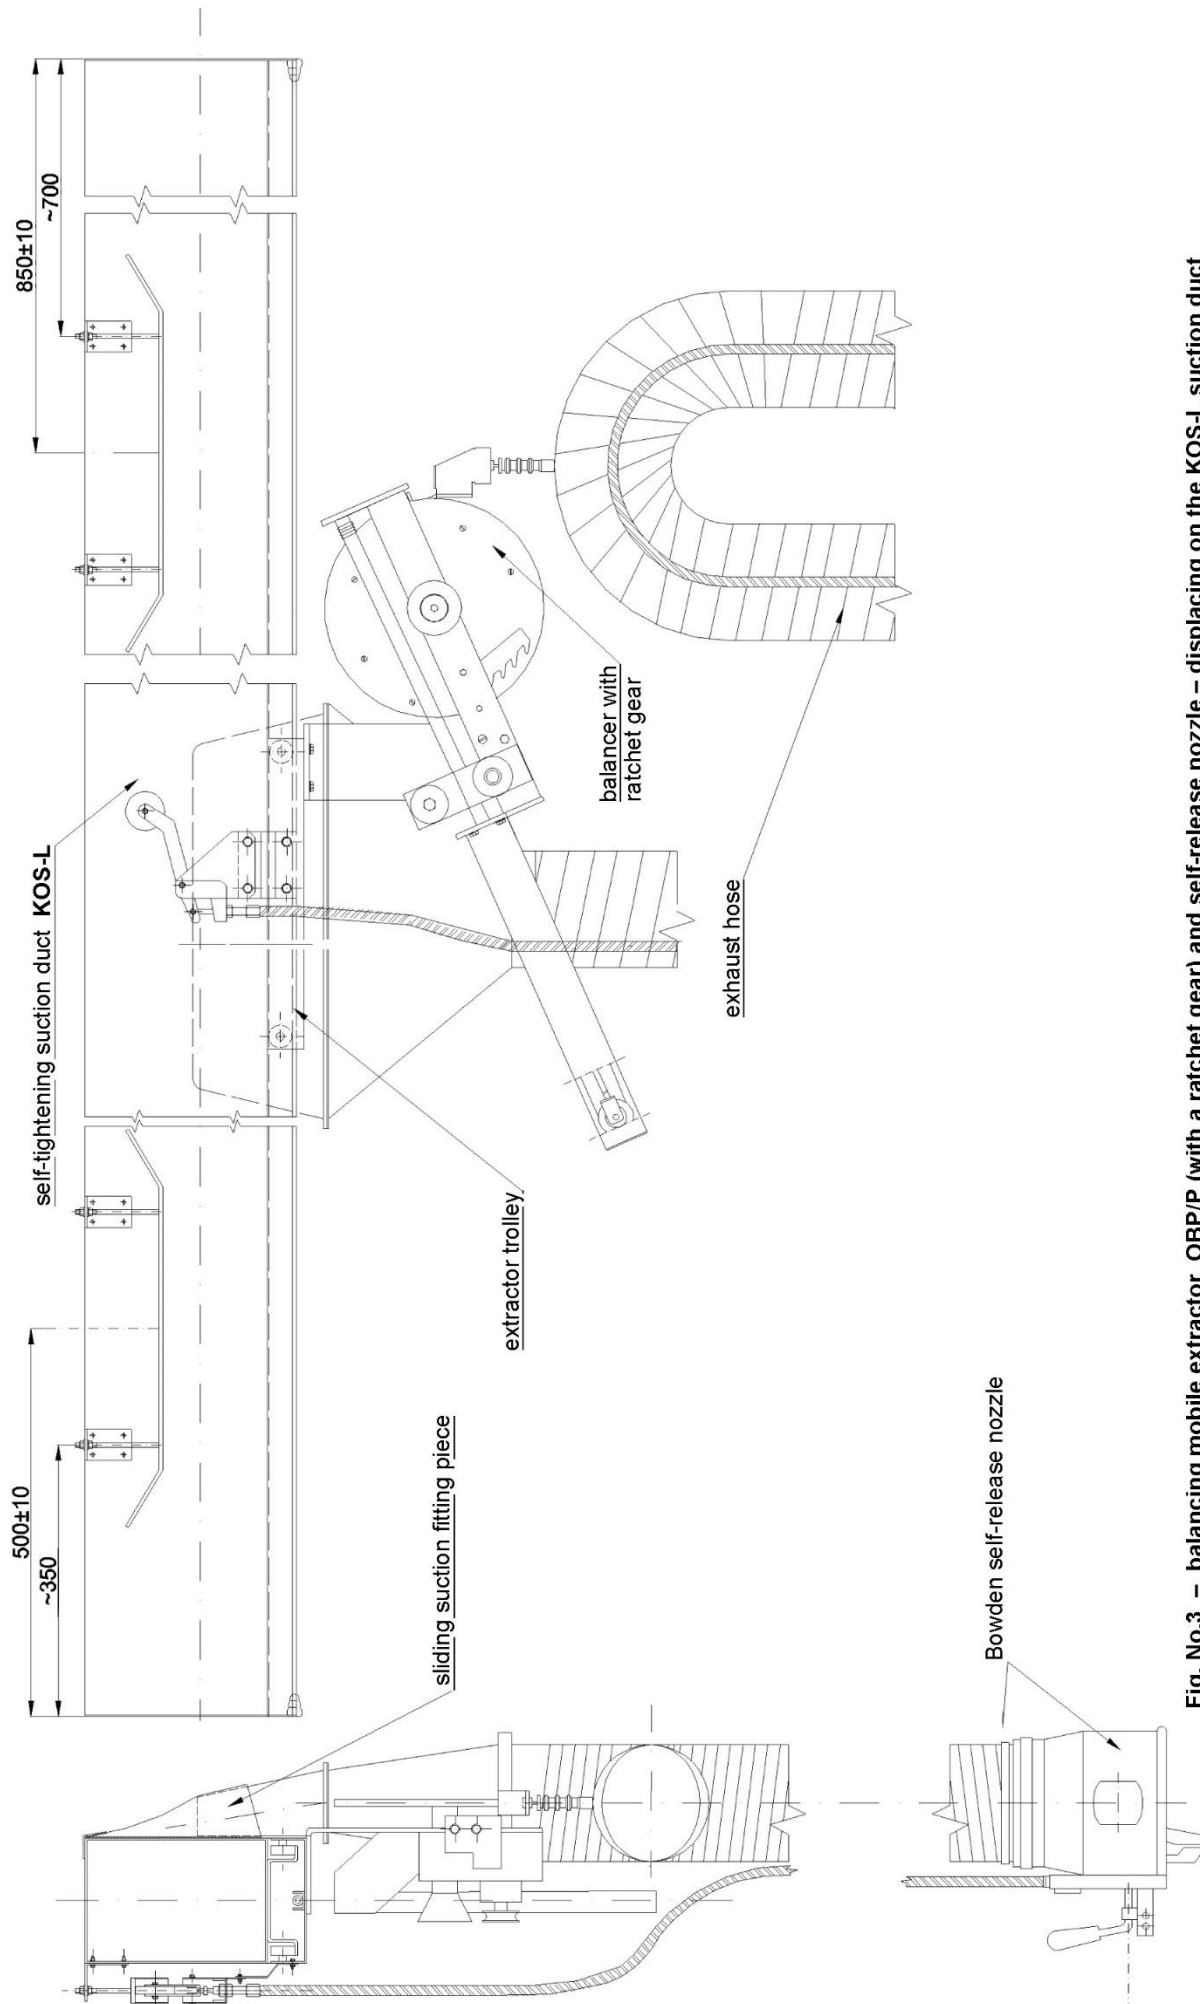 500±10
~350
850±10
~700
self-tightening suction duct KOS-L
sliding suction fitting piece
extractor trolley
balancer with
ratchet gear
exhaust hose
Bowden self-release nozzle
Fig. No.3 – balancing mobile extractor OBP/P (with a ratchet gear) and self-release nozzle – displacing on the KOS-L suction duct